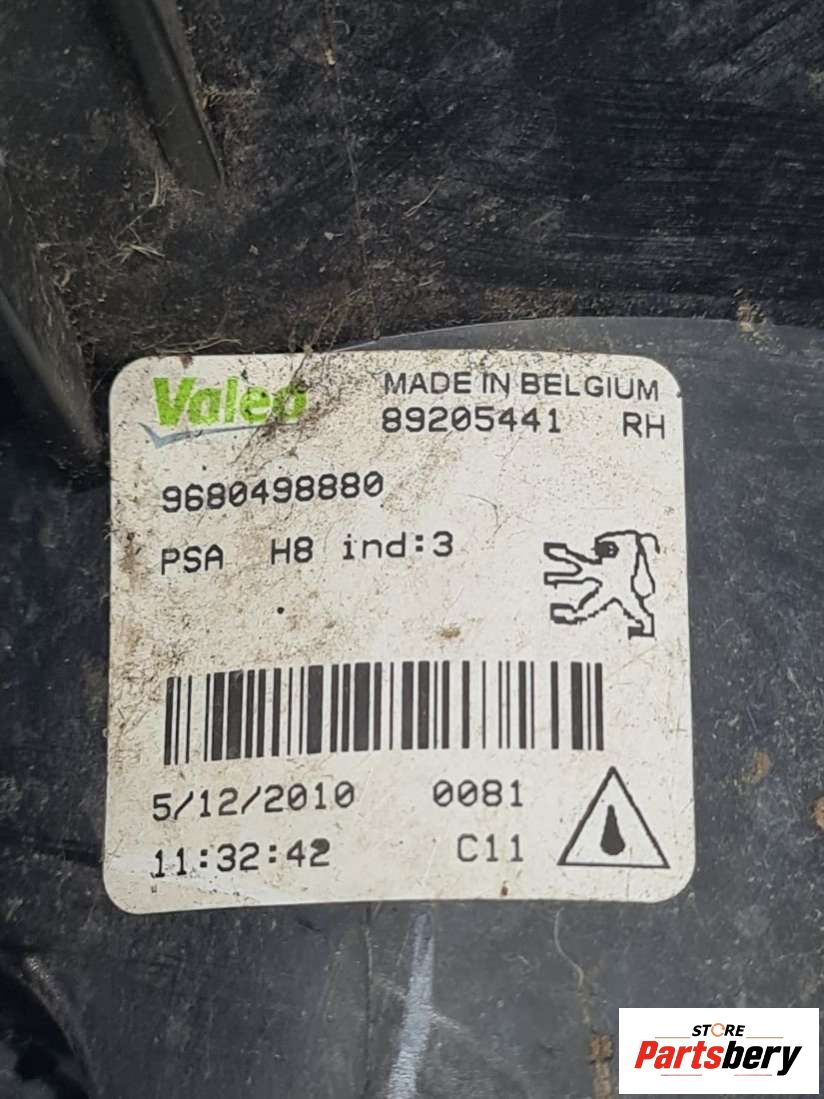 Valeo
MADE IN BELGIUM
89205441 RH
9680498880
PSA H8 ind:3
5/12/2010 0081
11:32:42 C11
STORE
Partsbery